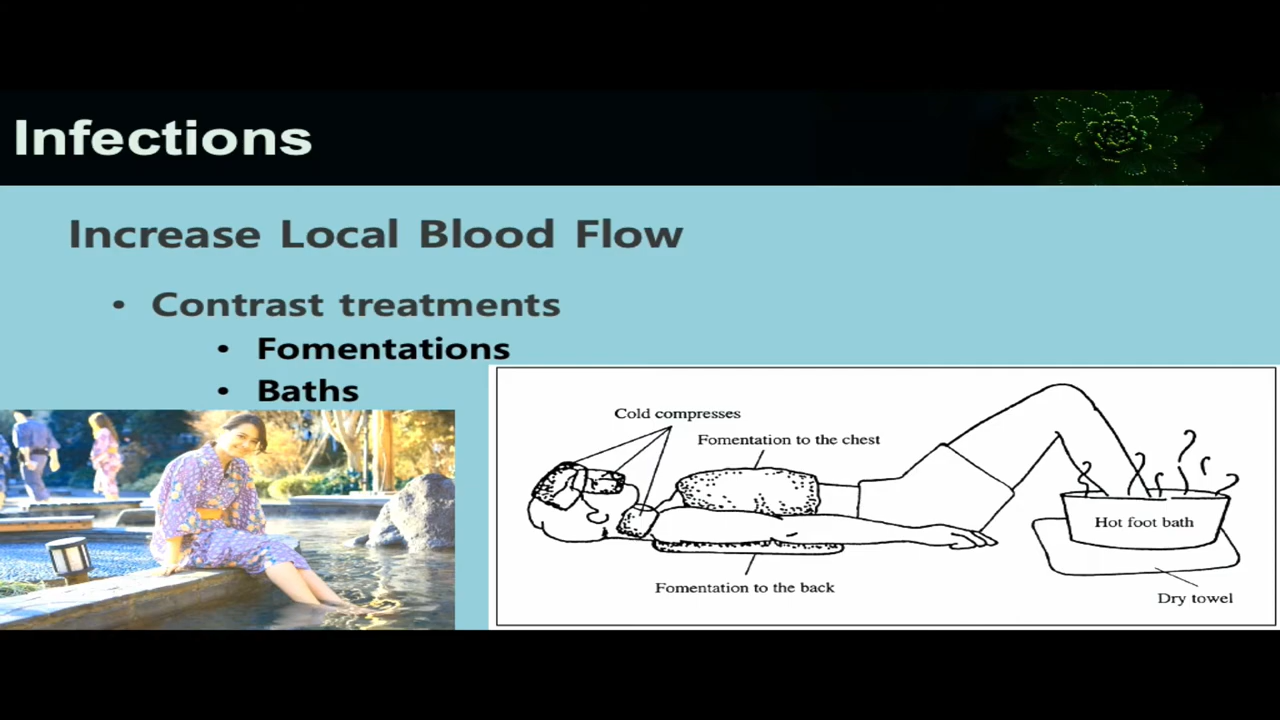 Infections
Increase Local Blood Flow
• Contrast treatments
• Fomentations
• Baths
Cold compresses
Fomentation to the chest
Hot foot bath
Fomentation to the back
Dry towel